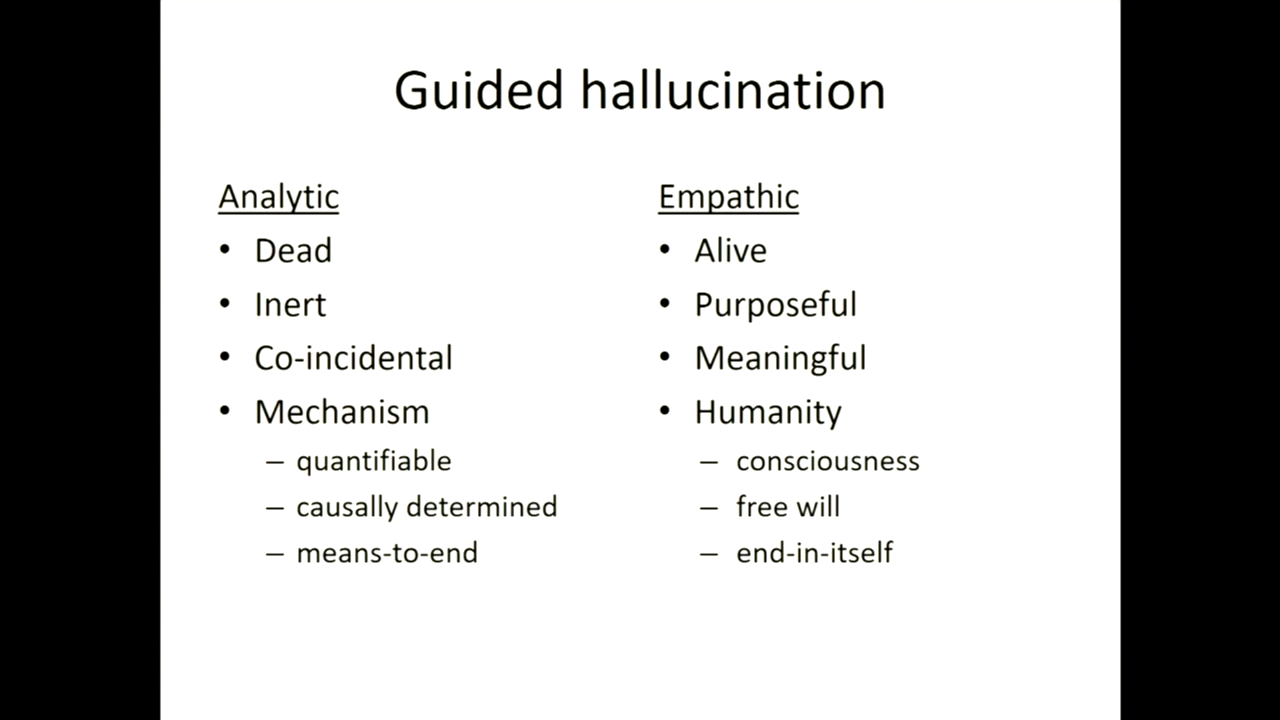 Guided hallucination
Analytic
• Dead
• Inert
• Co-incidental
• Mechanism
– quantifiable
– causally determined
– means-to-end
Empathic
• Alive
• Purposeful
• Meaningful
• Humanity
– consciousness
– free will
– end-in-itself